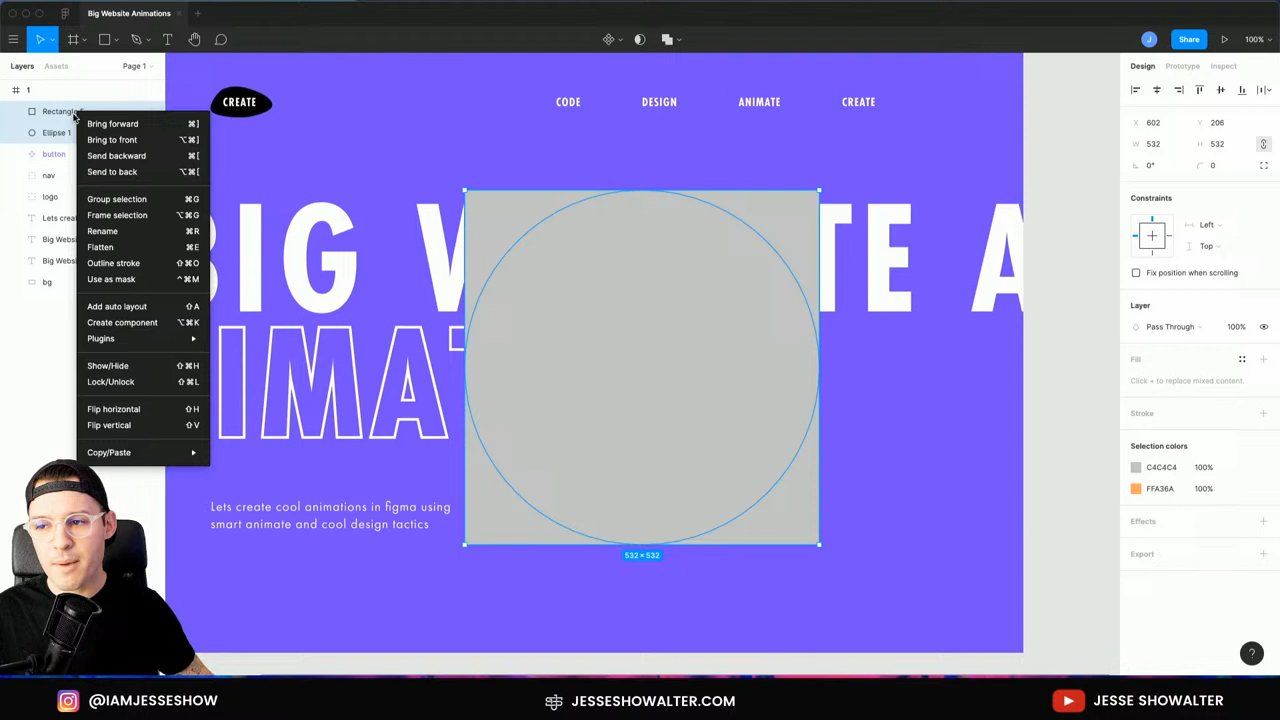 Big Website Animations
Share
100%
Layers
Assets
Page 1
1
Rectangle
Ellipse 1
button
nav
logo
Lets crea
Big Websi
Big Websi
bg
Bring forward ⌘]
Bring to front ⌥⌘]
Send backward ⌘[
Send to back ⌥⌘[
Group selection ⌘G
Frame selection ⌥⌘G
Rename ⌘R
Flatten ⌘E
Outline stroke ⇧⌘O
Use as mask ^⌘M
Add auto layout ⇧A
Create component ⌥⌘K
Plugins
Show/Hide ⇧⌘H
Lock/Unlock ⇧⌘L
Flip horizontal ⇧H
Flip vertical ⇧V
Copy/Paste
CREATE
CODE
DESIGN
ANIMATE
CREATE
BIG W TE A
IMAT
Lets create cool animations in figma using
smart animate and cool design tactics
532 × 532
Design
Prototype
Inspect
X 602 Y 206
W 532 H 532
0° 0
Constraints
Left
Top
Fix position when scrolling
Layer
Pass Through 100%
Fill
Click + to replace mixed content.
Stroke
Selection colors
C4C4C4 100%
FFA36A 100%
Effects
Export
?
J
@IAMJESSESHOW
JESSESHOWALTER.COM
JESSE SHOWALTER